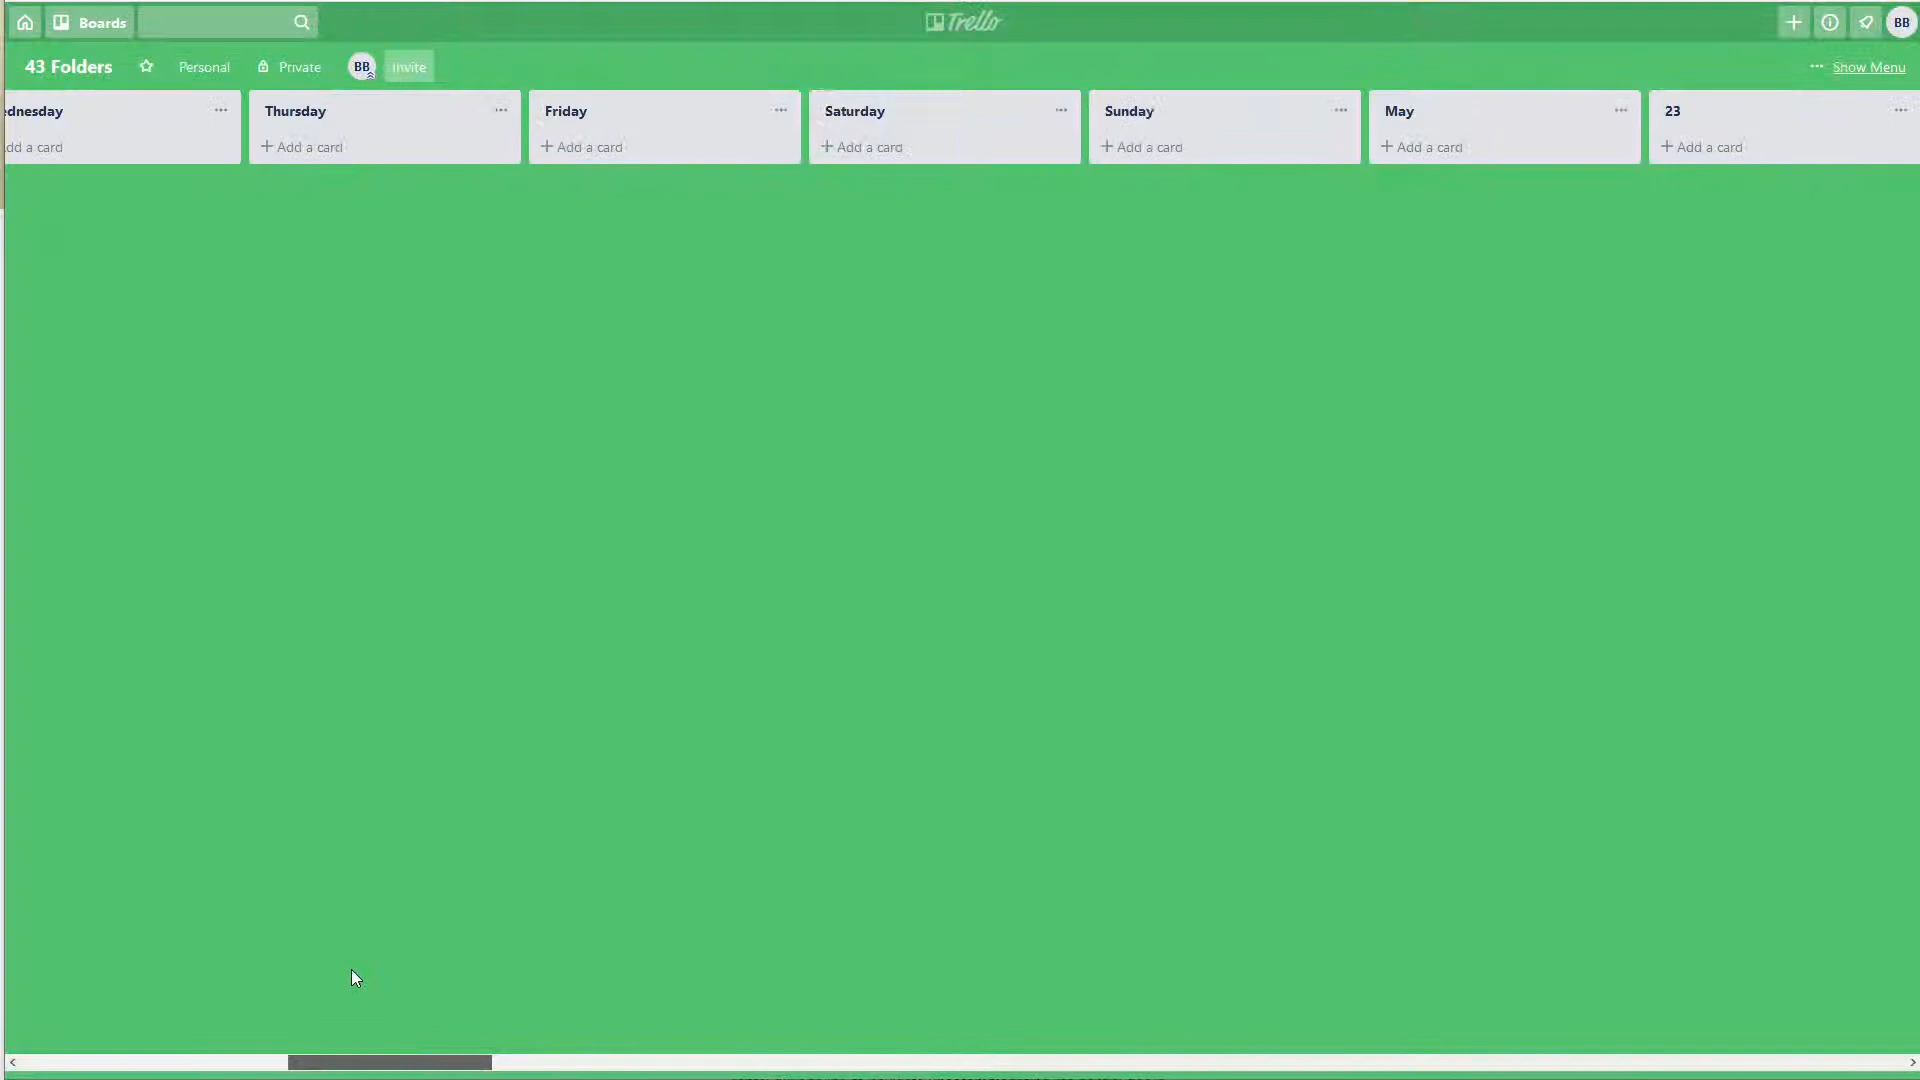 Boards
Trello
BB
43 Folders
Personal
Private
BB
Invite
Show Menu
ednesday
Thursday
Friday
Saturday
Sunday
May
23
dd a card
Add a card
Add a card
Add a card
Add a card
Add a card
Add a card